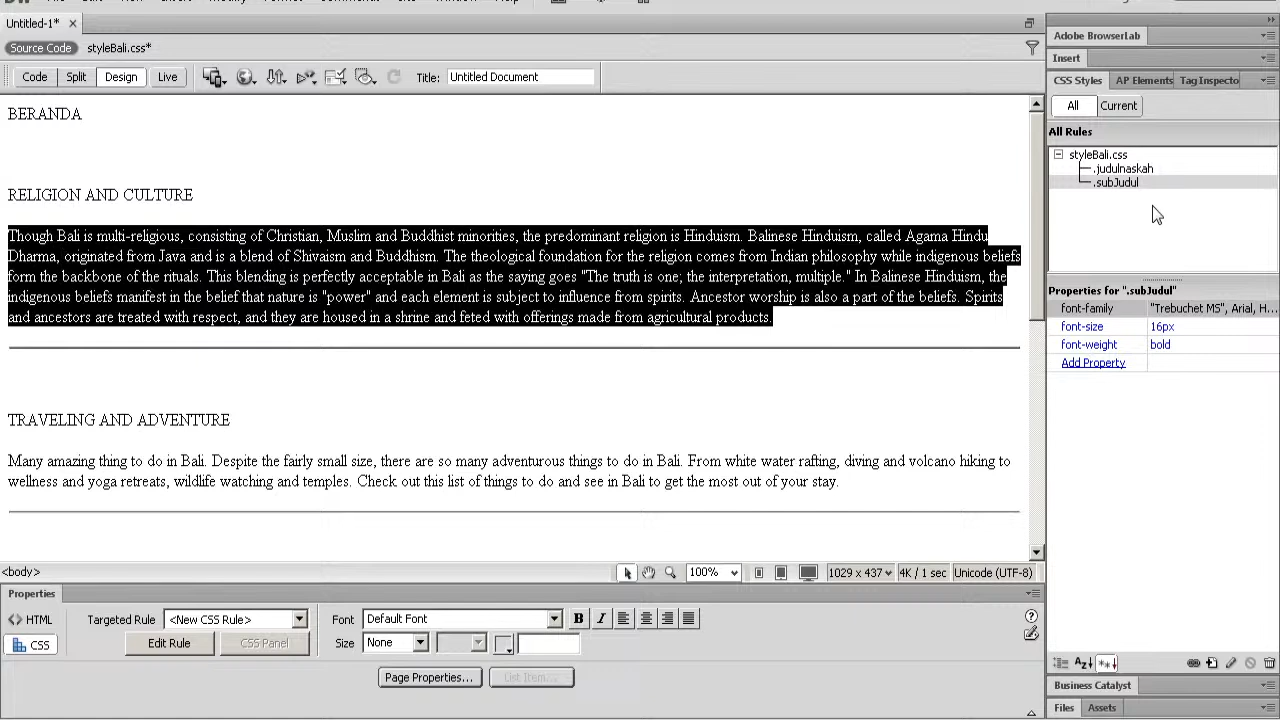 Untitled-1*
Source Code styleBali.css*
Code Split Design Live Title: Untitled Document
BERANDA
RELIGION AND CULTURE
Though Bali is multi-religious, consisting of Christian, Muslim and Buddhist minorities, the predominant religion is Hinduism. Balinese Hinduism, called Agama Hindu
Dharma, originated from Java and is a blend of Shivaism and Buddhism. The theological foundation for the religion comes from Indian philosophy while indigenous beliefs
form the backbone of the rituals. This blending is perfectly acceptable in Bali as the saying goes "The truth is one; the interpretation, multiple." In Balinese Hinduism, the
indigenous beliefs manifest in the belief that nature is "power" and each element is subject to influence from spirits. Ancestor worship is also a part of the beliefs. Spirits
and ancestors are treated with respect, and they are housed in a shrine and feted with offerings made from agricultural products.
TRAVELING AND ADVENTURE
Many amazing thing to do in Bali. Despite the fairly small size, there are so many adventurous things to do in Bali. From white water rafting, diving and volcano hiking to
wellness and yoga retreats, wildlife watching and temples. Check out this list of things to do and see in Bali to get the most out of your stay.
<body>
100% 1029 x 437 4K / 1 sec Unicode (UTF-8)
Properties
<> HTML Targeted Rule <New CSS Rule> Font Default Font B I
CSS Edit Rule CSS Panel Size None
Page Properties... List Item...
Adobe BrowserLab
Insert
CSS Styles AP Elements Tag Inspecto
All Current
All Rules
styleBali.css
.judulnaskah
.subJudul
Properties for ".subJudul"
font-family "Trebuchet MS", Arial, H...
font-size 16px
font-weight bold
Add Property
Business Catalyst
Files Assets